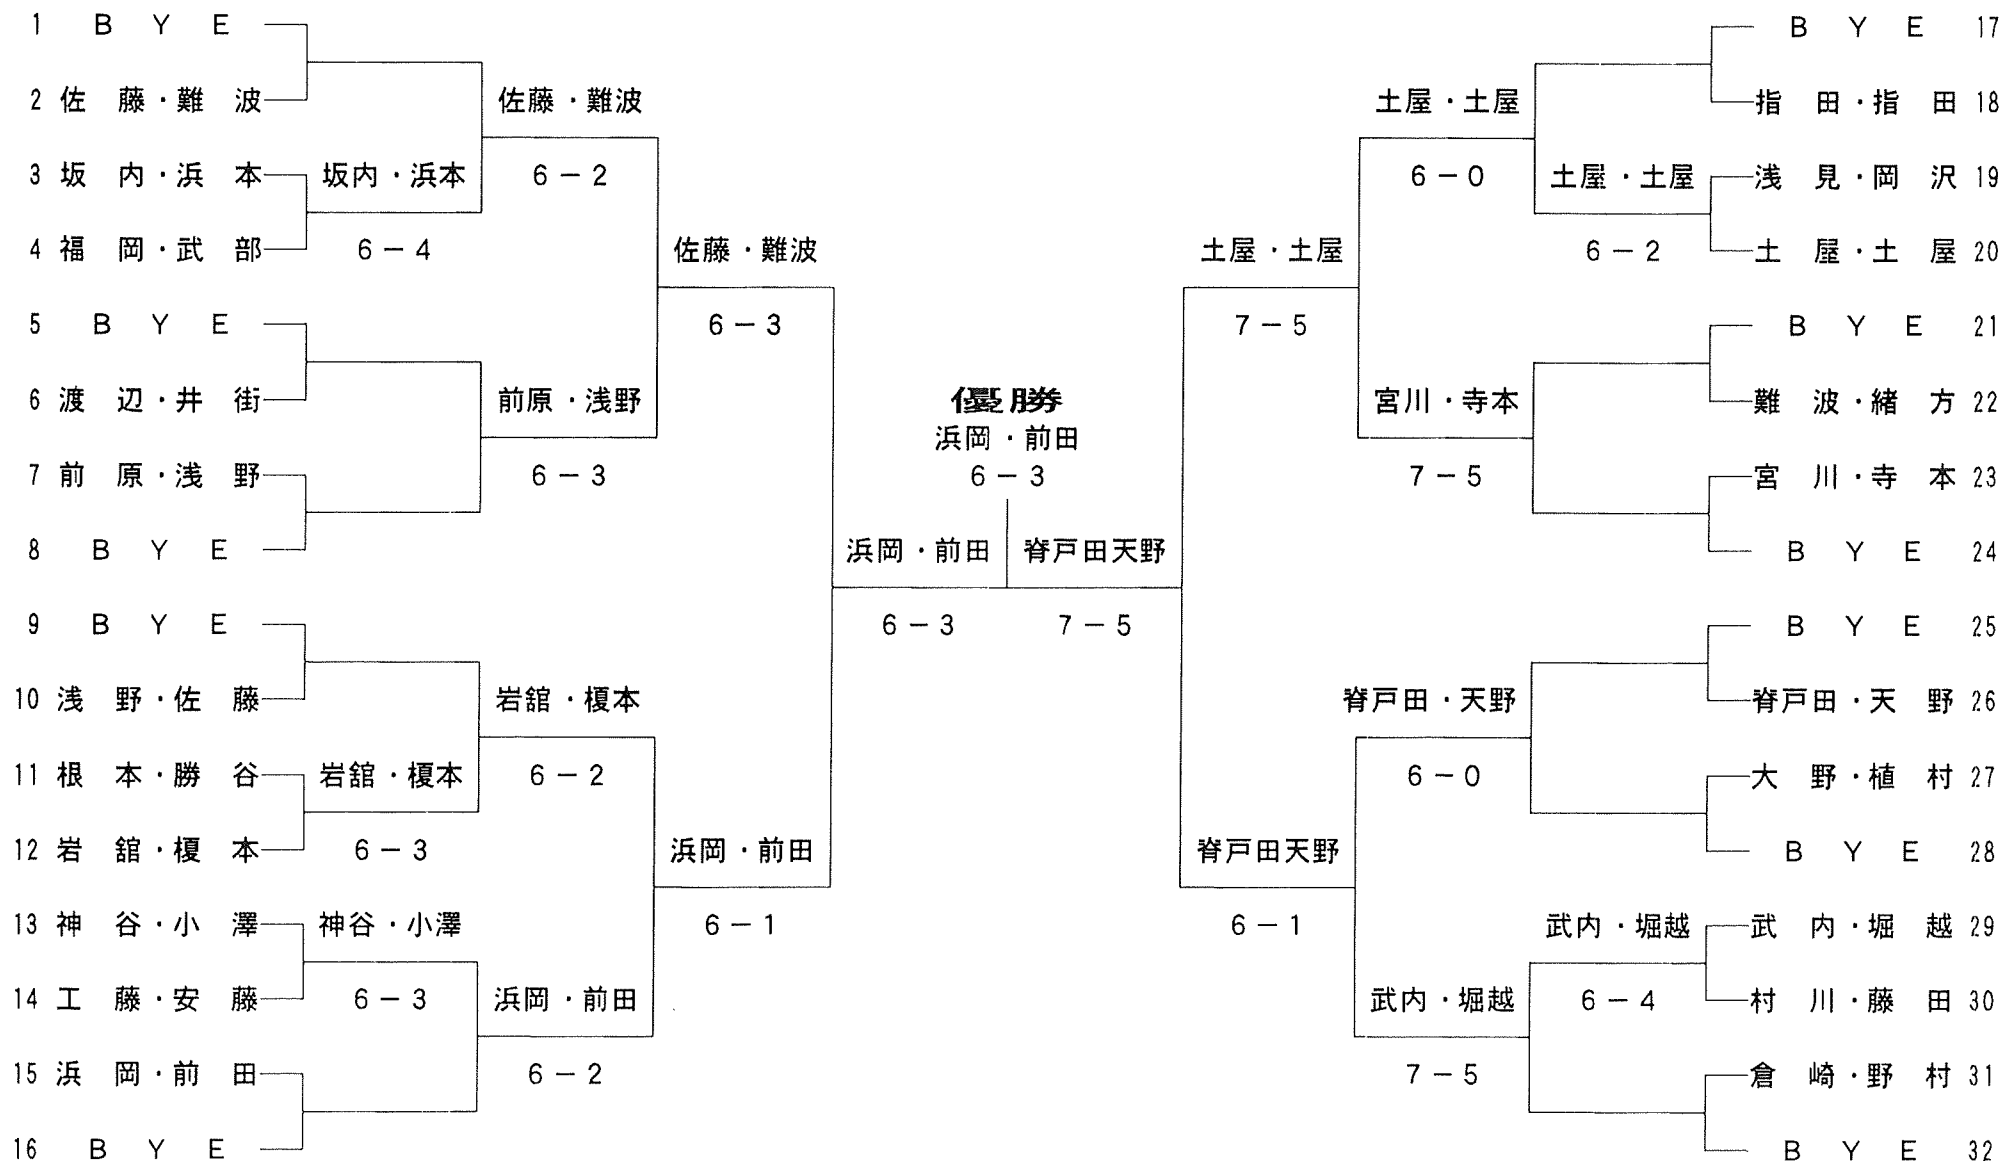 1 B Y E
B Y E 17
2 佐 藤・難 波
佐藤・難波
土屋・土屋
指 田・指 田 18
3 坂 内・浜 本
坂内・浜本
6－2
6－0
土屋・土屋
浅 見・岡 沢 19
4 福 岡・武 部
6－4
佐藤・難波
土屋・土屋
6－2
土 屋・土 屋 20
5 B Y E
6－3
7－5
B Y E 21
6 渡 辺・井 街
前原・浅野
優勝
宮川・寺本
難 波・緒 方 22
浜岡・前田
7 前 原・浅 野
6－3
6－3
7－5
宮 川・寺 本 23
8 B Y E
浜岡・前田
脊戸田天野
B Y E 24
9 B Y E
6－3
7－5
B Y E 25
10 浅 野・佐 藤
岩舘・榎本
脊戸田・天野
脊戸田・天 野 26
11 根 本・勝 谷
岩舘・榎本
6－2
6－0
大 野・植 村 27
12 岩 舘・榎 本
6－3
浜岡・前田
脊戸田天野
B Y E 28
13 神 谷・小 澤
神谷・小澤
6－1
6－1
武内・堀越
武 内・堀 越 29
14 工 藤・安 藤
6－3
浜岡・前田
武内・堀越
6－4
村 川・藤 田 30
15 浜 岡・前 田
6－2
7－5
倉 崎・野 村 31
16 B Y E
B Y E 32